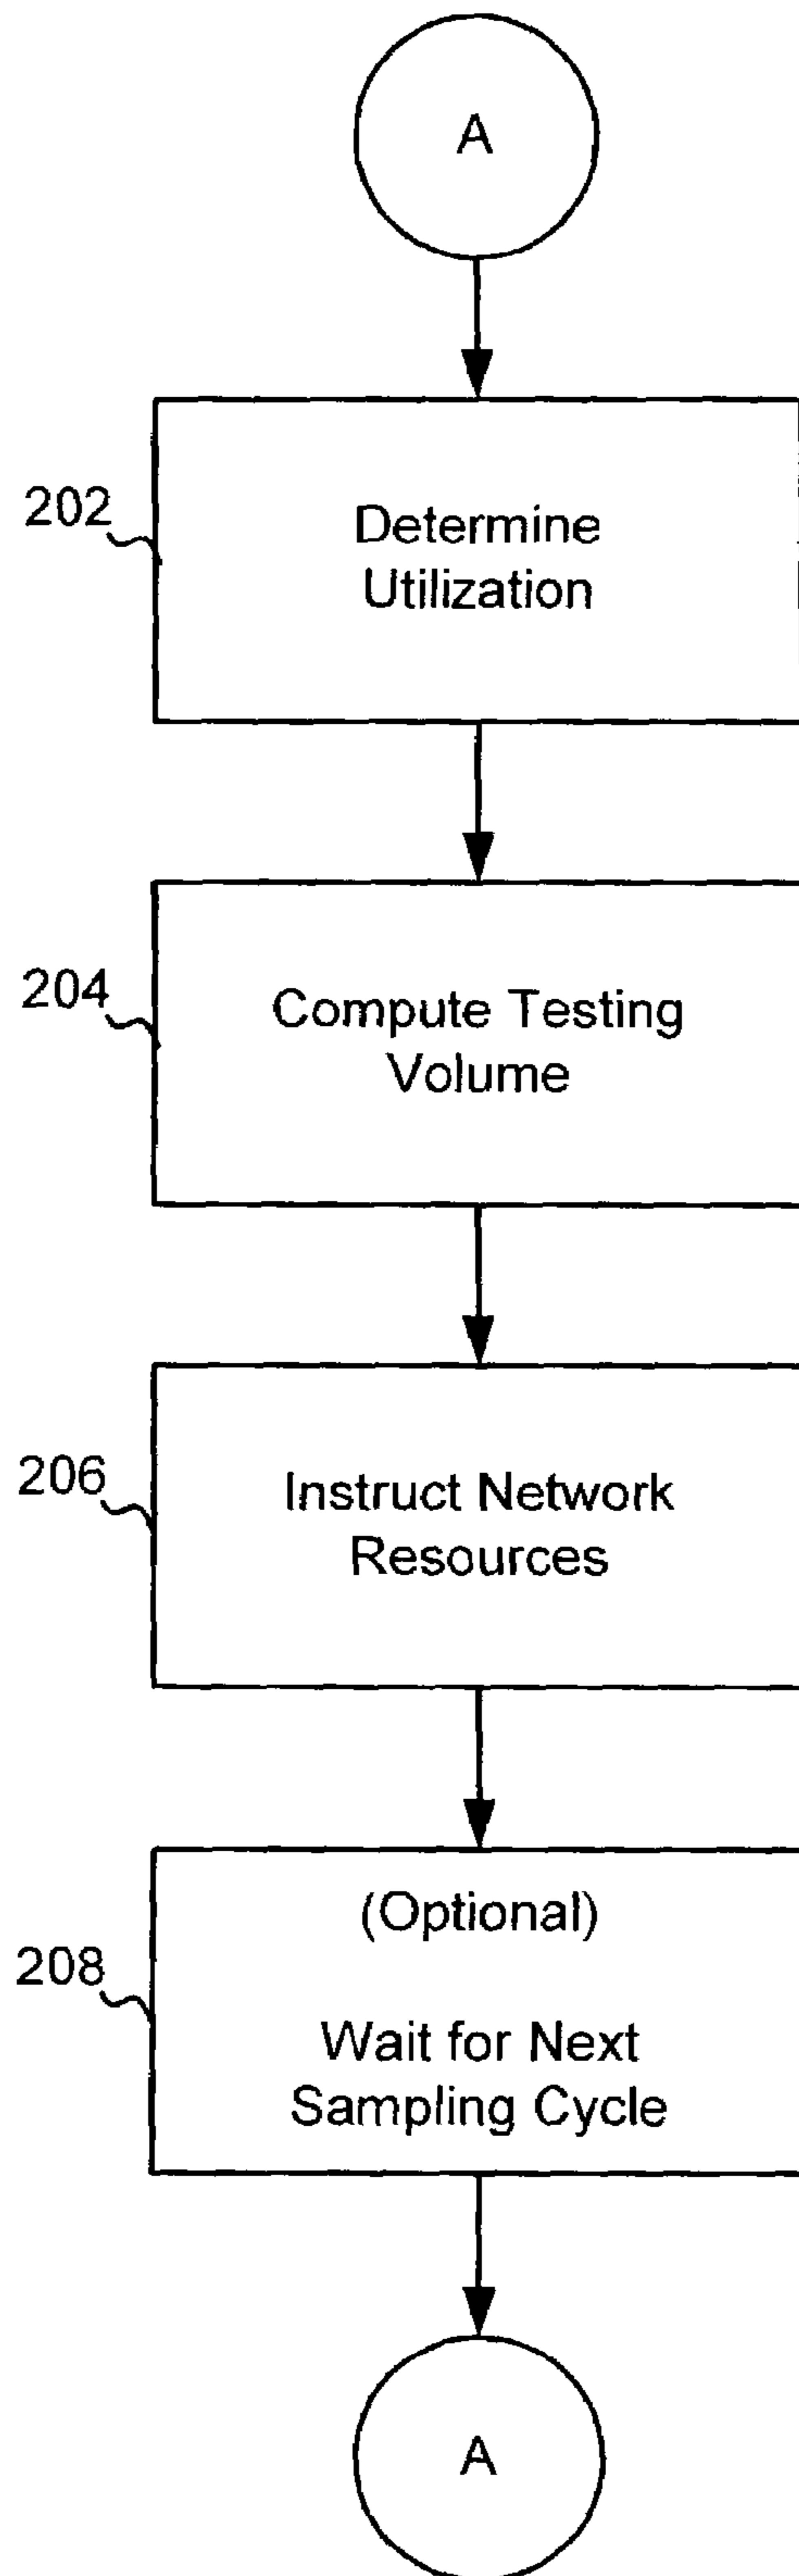 A
202
Determine
Utilization
204
Compute Testing
Volume
206
Instruct Network
Resources
208
(Optional)
Wait for Next
Sampling Cycle
A